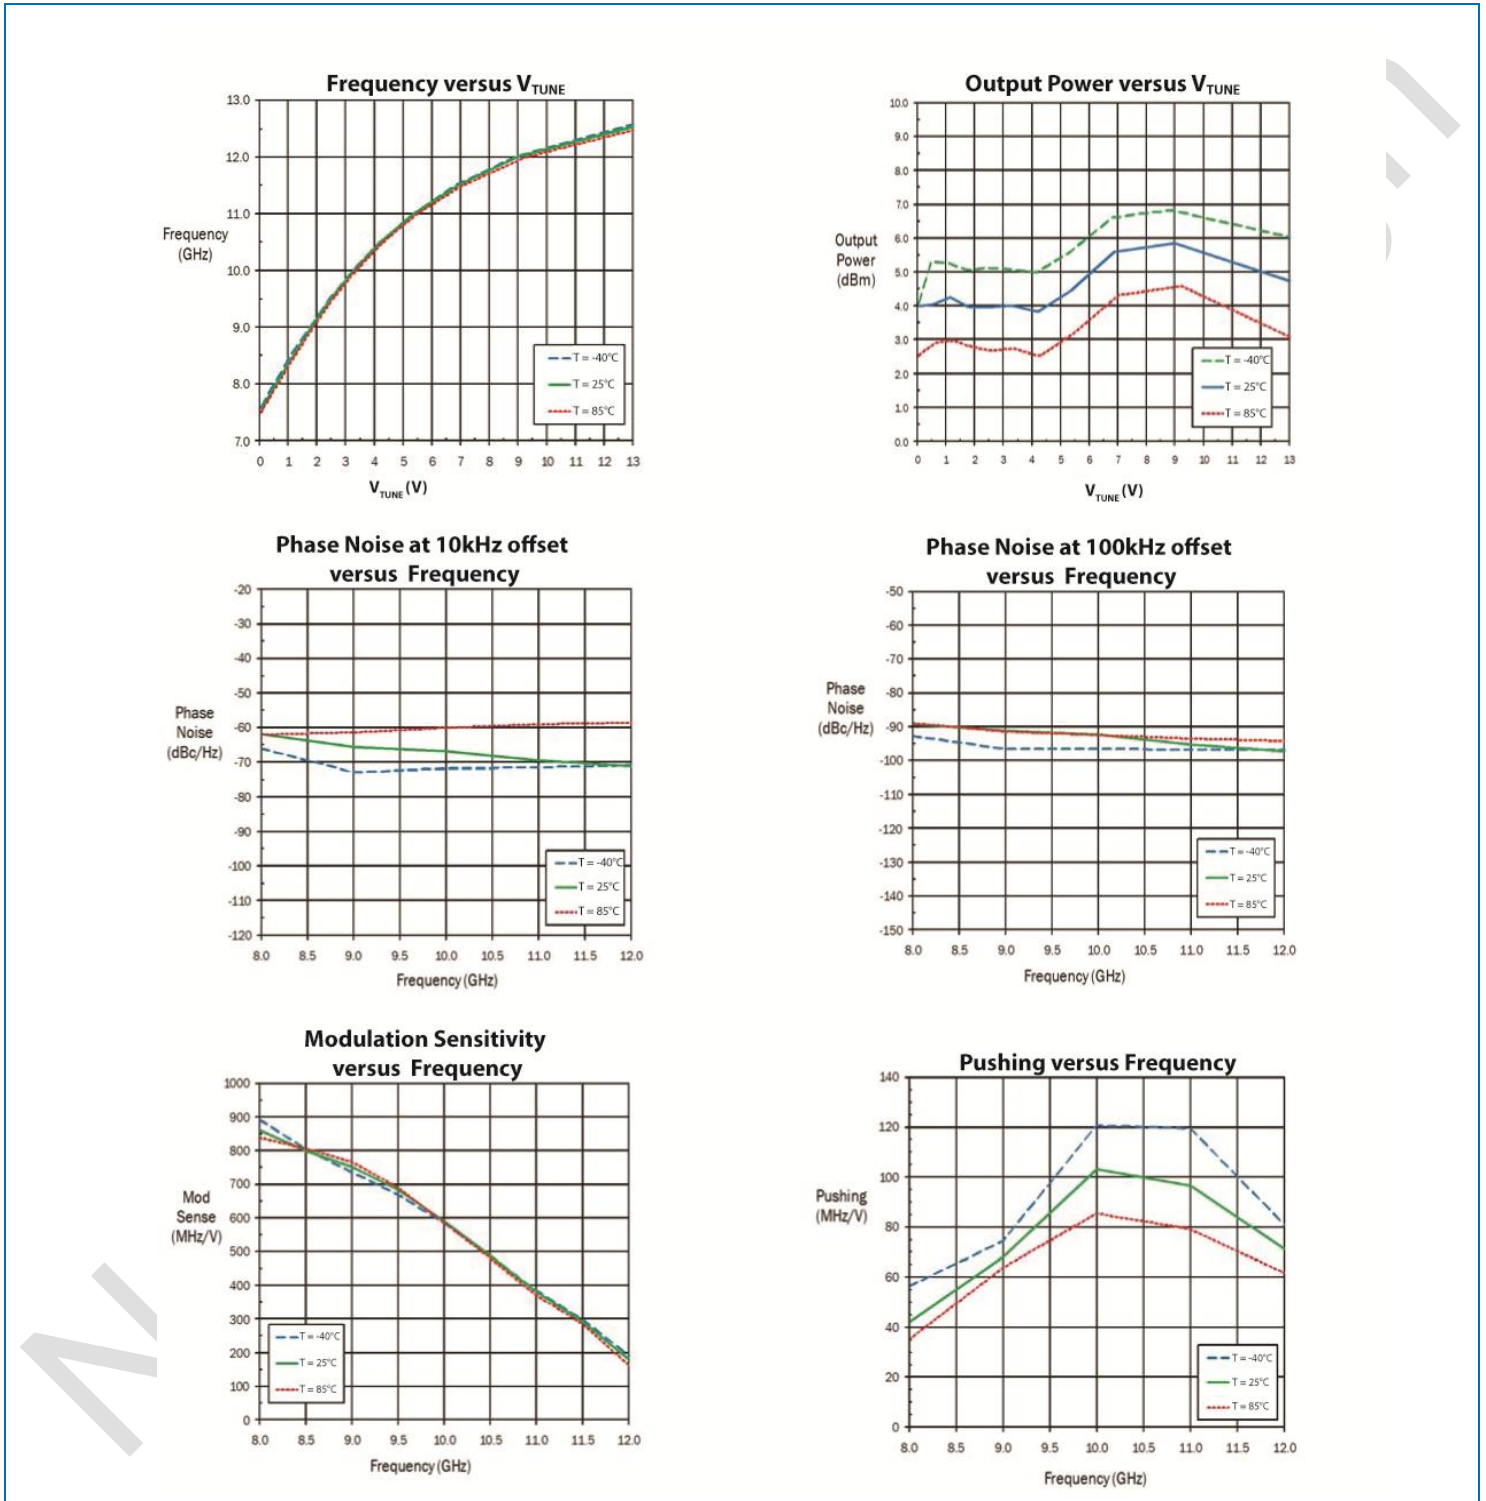 Frequency versus VTUNE
13.0
12.0
11.0
10.0
9.0
8.0
7.0
Frequency
(GHz)
T = -40°C
T = 25°C
T = 85°C
0 1 2 3 4 5 6 7 8 9 10 11 12 13
VTUNE (V)
Output Power versus VTUNE
10.0
9.0
8.0
7.0
6.0
5.0
4.0
3.0
2.0
1.0
0.0
Output
Power
(dBm)
T = -40°C
T = 25°C
T = 85°C
0 1 2 3 4 5 6 7 8 9 10 11 12 13
VTUNE (V)
Phase Noise at 10kHz offset
versus Frequency
-20
-30
-40
-50
-60
-70
-80
-90
-100
-110
-120
Phase
Noise
(dBc/Hz)
T = -40°C
T = 25°C
T = 85°C
8.0 8.5 9.0 9.5 10.0 10.5 11.0 11.5 12.0
Frequency (GHz)
Phase Noise at 100kHz offset
versus Frequency
-50
-60
-70
-80
-90
-100
-110
-120
-130
-140
-150
Phase
Noise
(dBc/Hz)
T = -40°C
T = 25°C
T = 85°C
8.0 8.5 9.0 9.5 10.0 10.5 11.0 11.5 12.0
Frequency (GHz)
Modulation Sensitivity
versus Frequency
1000
900
800
700
600
500
400
300
200
100
0
Mod
Sense
(MHz/V)
T = -40°C
T = 25°C
T = 85°C
8.0 8.5 9.0 9.5 10.0 10.5 11.0 11.5 12.0
Frequency (GHz)
Pushing versus Frequency
140
120
100
80
60
40
20
0
Pushing
(MHz/V)
T = -40°C
T = 25°C
T = 85°C
8.0 8.5 9.0 9.5 10.0 10.5 11.0 11.5 12.0
Frequency (GHz)